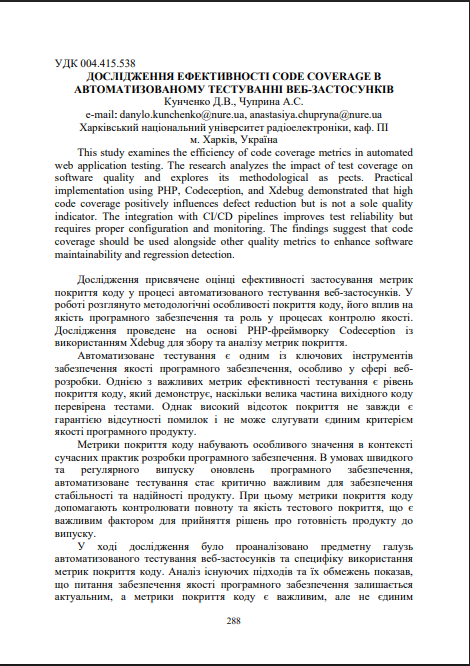 УДК 004.415.538
ДОСЛІДЖЕННЯ ЕФЕКТИВНОСТІ CODE COVERAGE В
АВТОМАТИЗОВАНОМУ ТЕСТУВАННІ ВЕБ-ЗАСТОСУНКІВ
Кунченко Д.В., Чуприна А.С.
e-mail: danylo.kunchenko@nure.ua, anastasiya.chupryna@nure.ua
Харківський національний університет радіоелектроніки, каф. ПІ
м. Харків, Україна
This study examines the efficiency of code coverage metrics in automated
web application testing. The research analyzes the impact of test coverage on
software quality and explores its methodological as pects. Practical
implementation using PHP, Codeception, and Xdebug demonstrated that high
code coverage positively influences defect reduction but is not a sole quality
indicator. The integration with CI/CD pipelines improves test reliability but
requires proper configuration and monitoring. The findings suggest that code
coverage should be used alongside other quality metrics to enhance software
maintainability and regression detection.
Дослідження присвячене оцінці ефективності застосування метрик
покриття коду у процесі автоматизованого тестування веб-застосунків. У
роботі розглянуто методологічні особливості покриття коду, його вплив на
якість програмного забезпечення та роль у процесах контролю якості.
Дослідження проведене на основі PHP-фреймворку Codeception із
використанням Xdebug для збору та аналізу метрик покриття.
Автоматизоване тестування є одним із ключових інструментів
забезпечення якості програмного забезпечення, особливо у сфері веб-
розробки. Однією з важливих метрик ефективності тестування є рівень
покриття коду, який демонструє, наскільки велика частина вихідного коду
перевірена тестами. Однак високий відсоток покриття не завжди є
гарантією відсутності помилок і не може слугувати єдиним критерієм
якості програмного продукту.
Метрики покриття коду набувають особливого значення в контексті
сучасних практик розробки програмного забезпечення. В умовах швидкого
та регулярного випуску оновлень програмного забезпечення,
автоматизоване тестування стає критично важливим для забезпечення
стабільності та надійності продукту. При цьому метрики покриття коду
допомагають контролювати повноту та якість тестового покриття, що є
важливим фактором для прийняття рішень про готовність продукту до
випуску.
У ході дослідження було проаналізовано предметну галузь
автоматизованого тестування веб-застосунків та специфіку використання
метрик покриття коду. Аналіз існуючих підходів та їх обмежень показав,
що питання забезпечення якості програмного забезпечення залишається
актуальним, а метрики покриття коду є важливим, але не єдиним
288